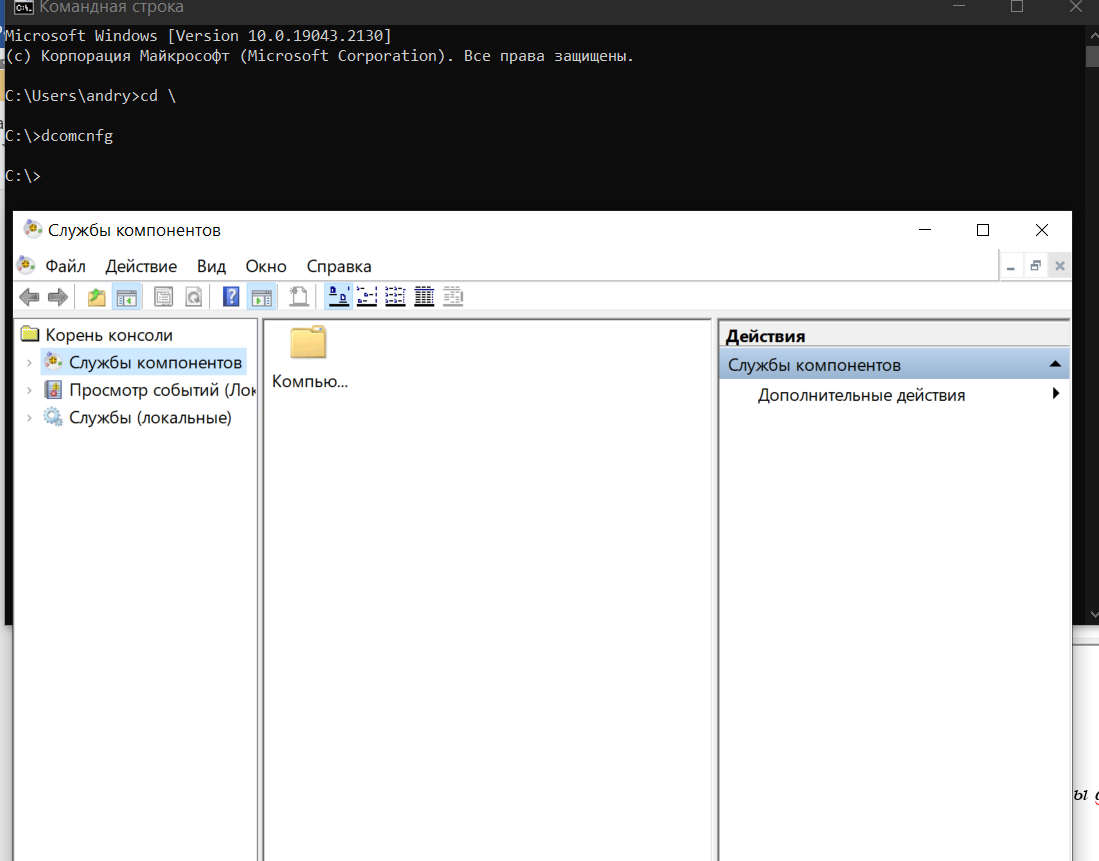 Командная строка
Microsoft Windows [Version 10.0.19043.2130]
(c) Корпорация Майкрософт (Microsoft Corporation). Все права защищены.
C:\Users\andry>cd \
C:\>dcomcnfg
C:\>
Службы компонентов
Файл Действие Вид Окно Справка
Корень консоли
Службы компонентов
Просмотр событий (Лок
Службы (локальные)
Компью...
Действия
Службы компонентов
Дополнительные действия